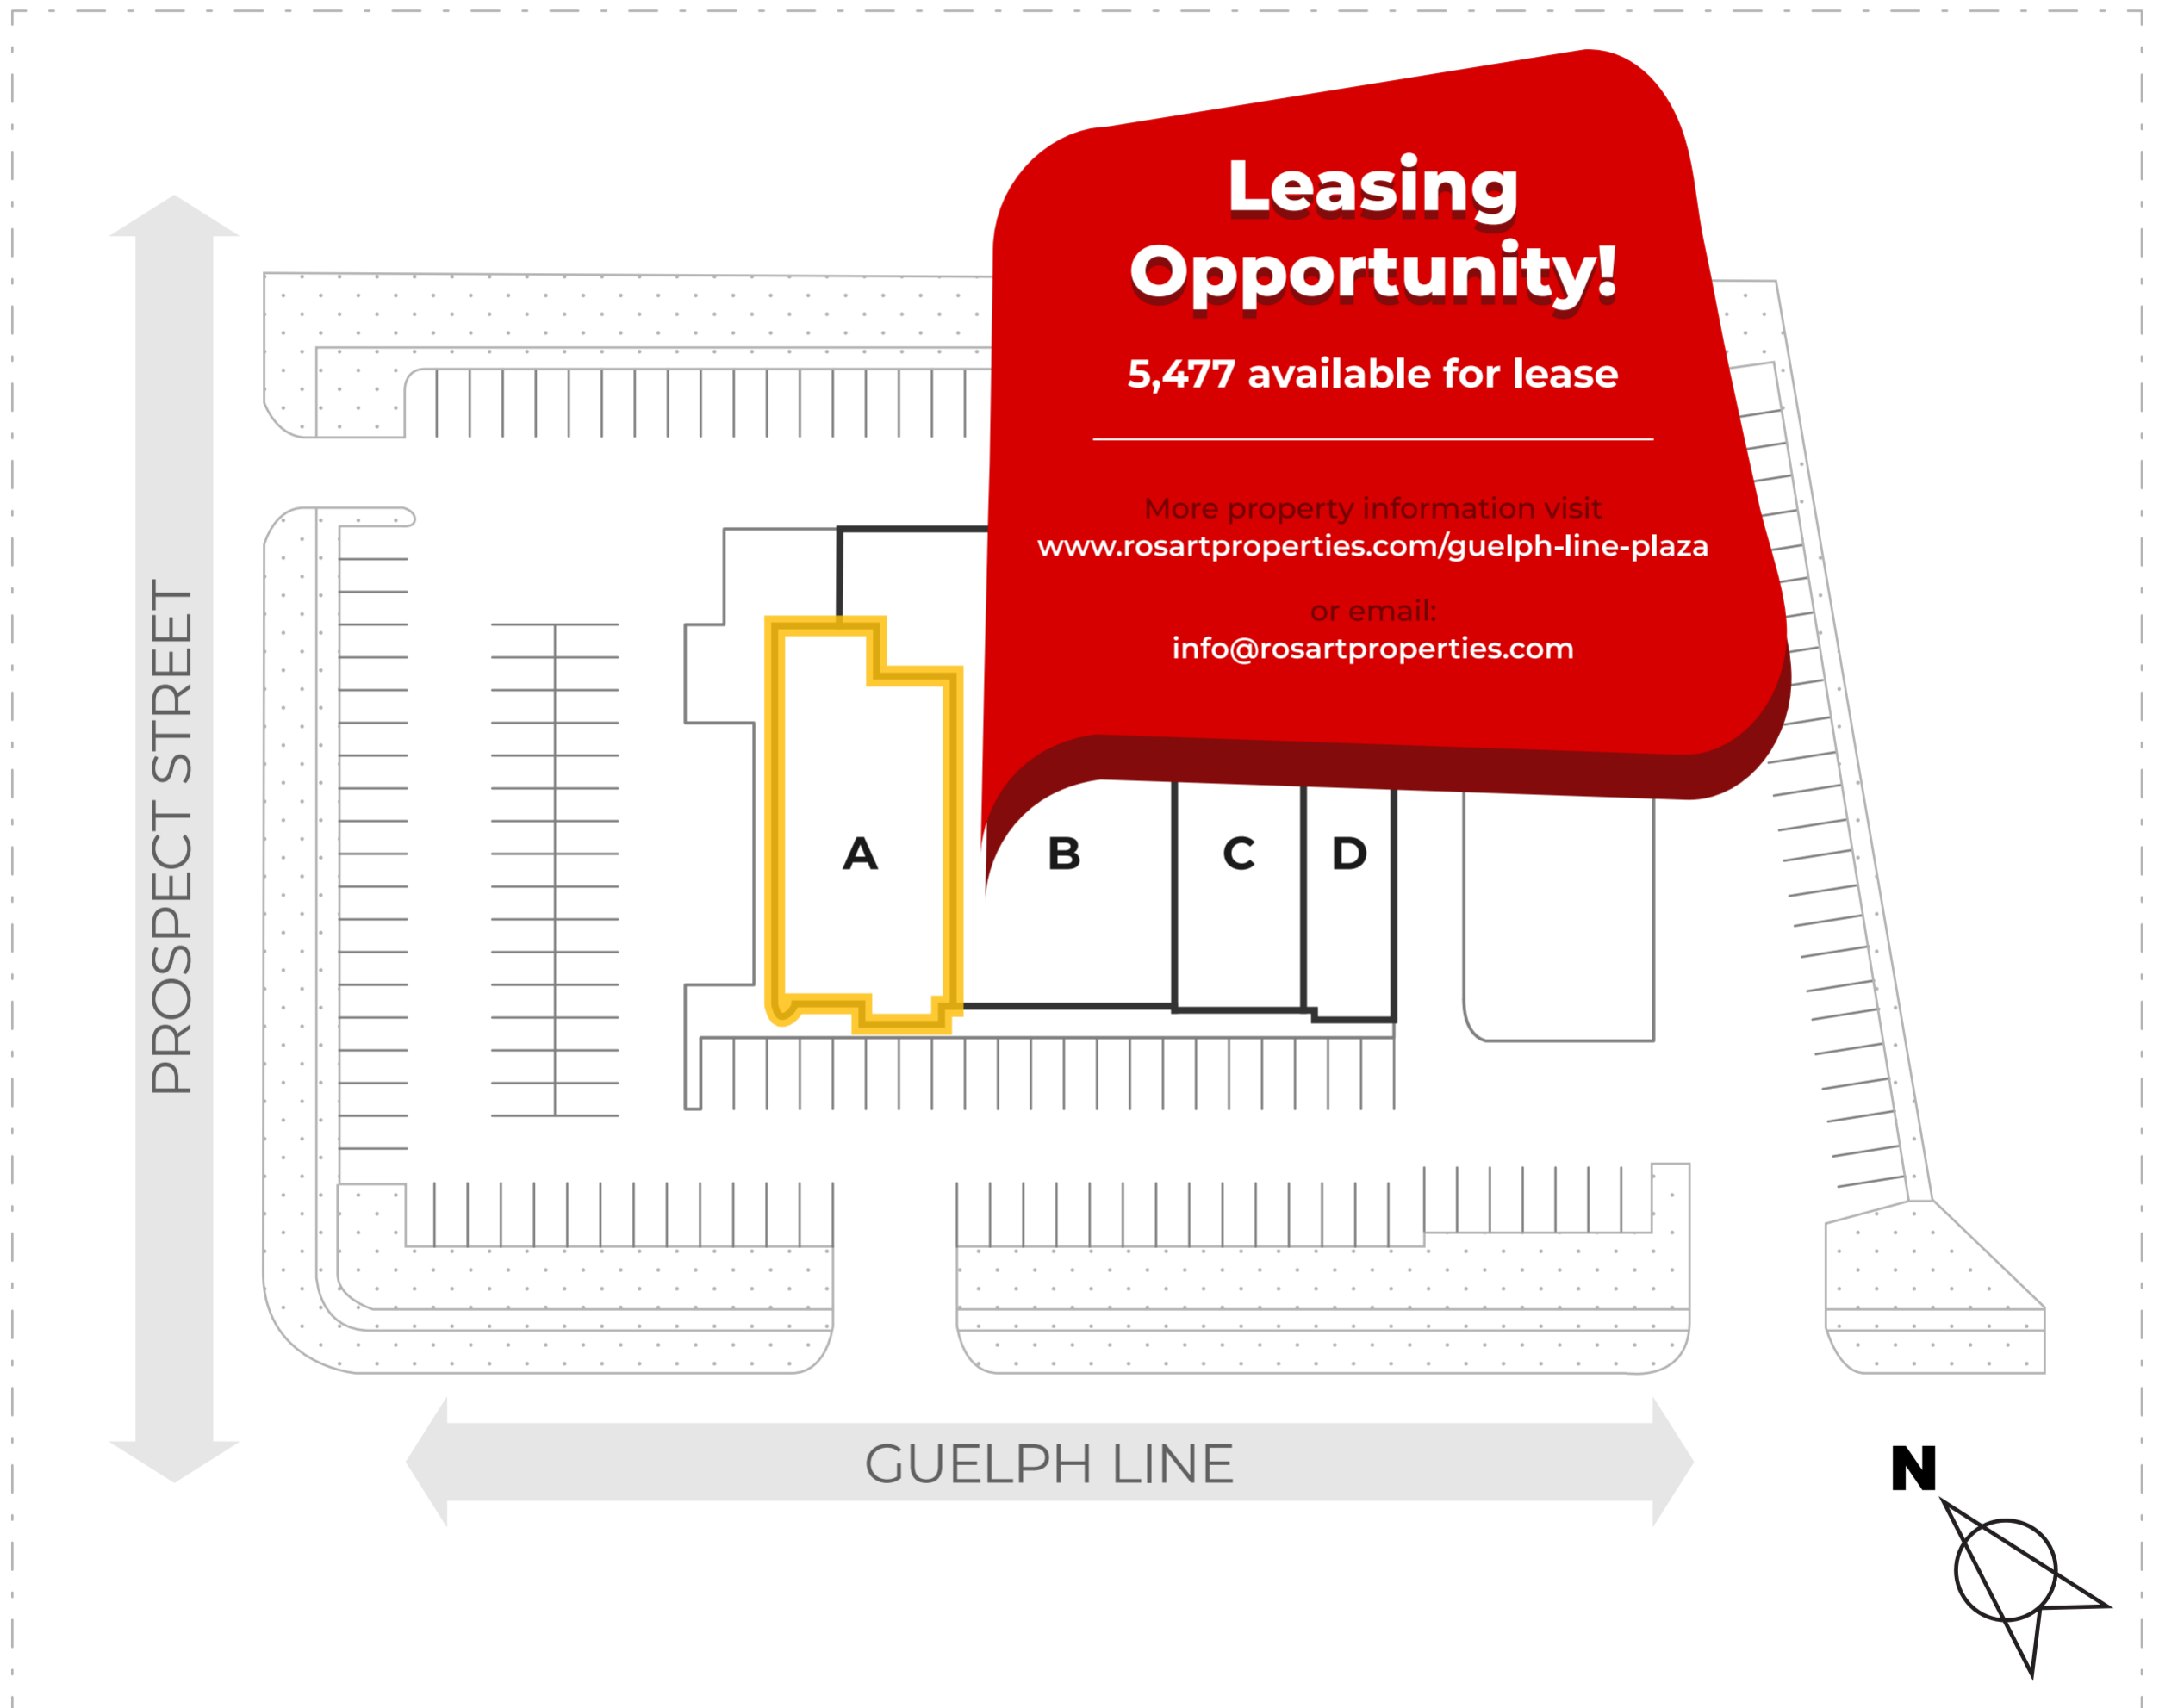 Leasing
Opportunity!
5,477 available for lease
More property information visit
www.rosartproperties.com/guelph-line-plaza
or email:
info@rosartproperties.com
PROSPECT STREET
A
B
C
D
GUELPH LINE
N